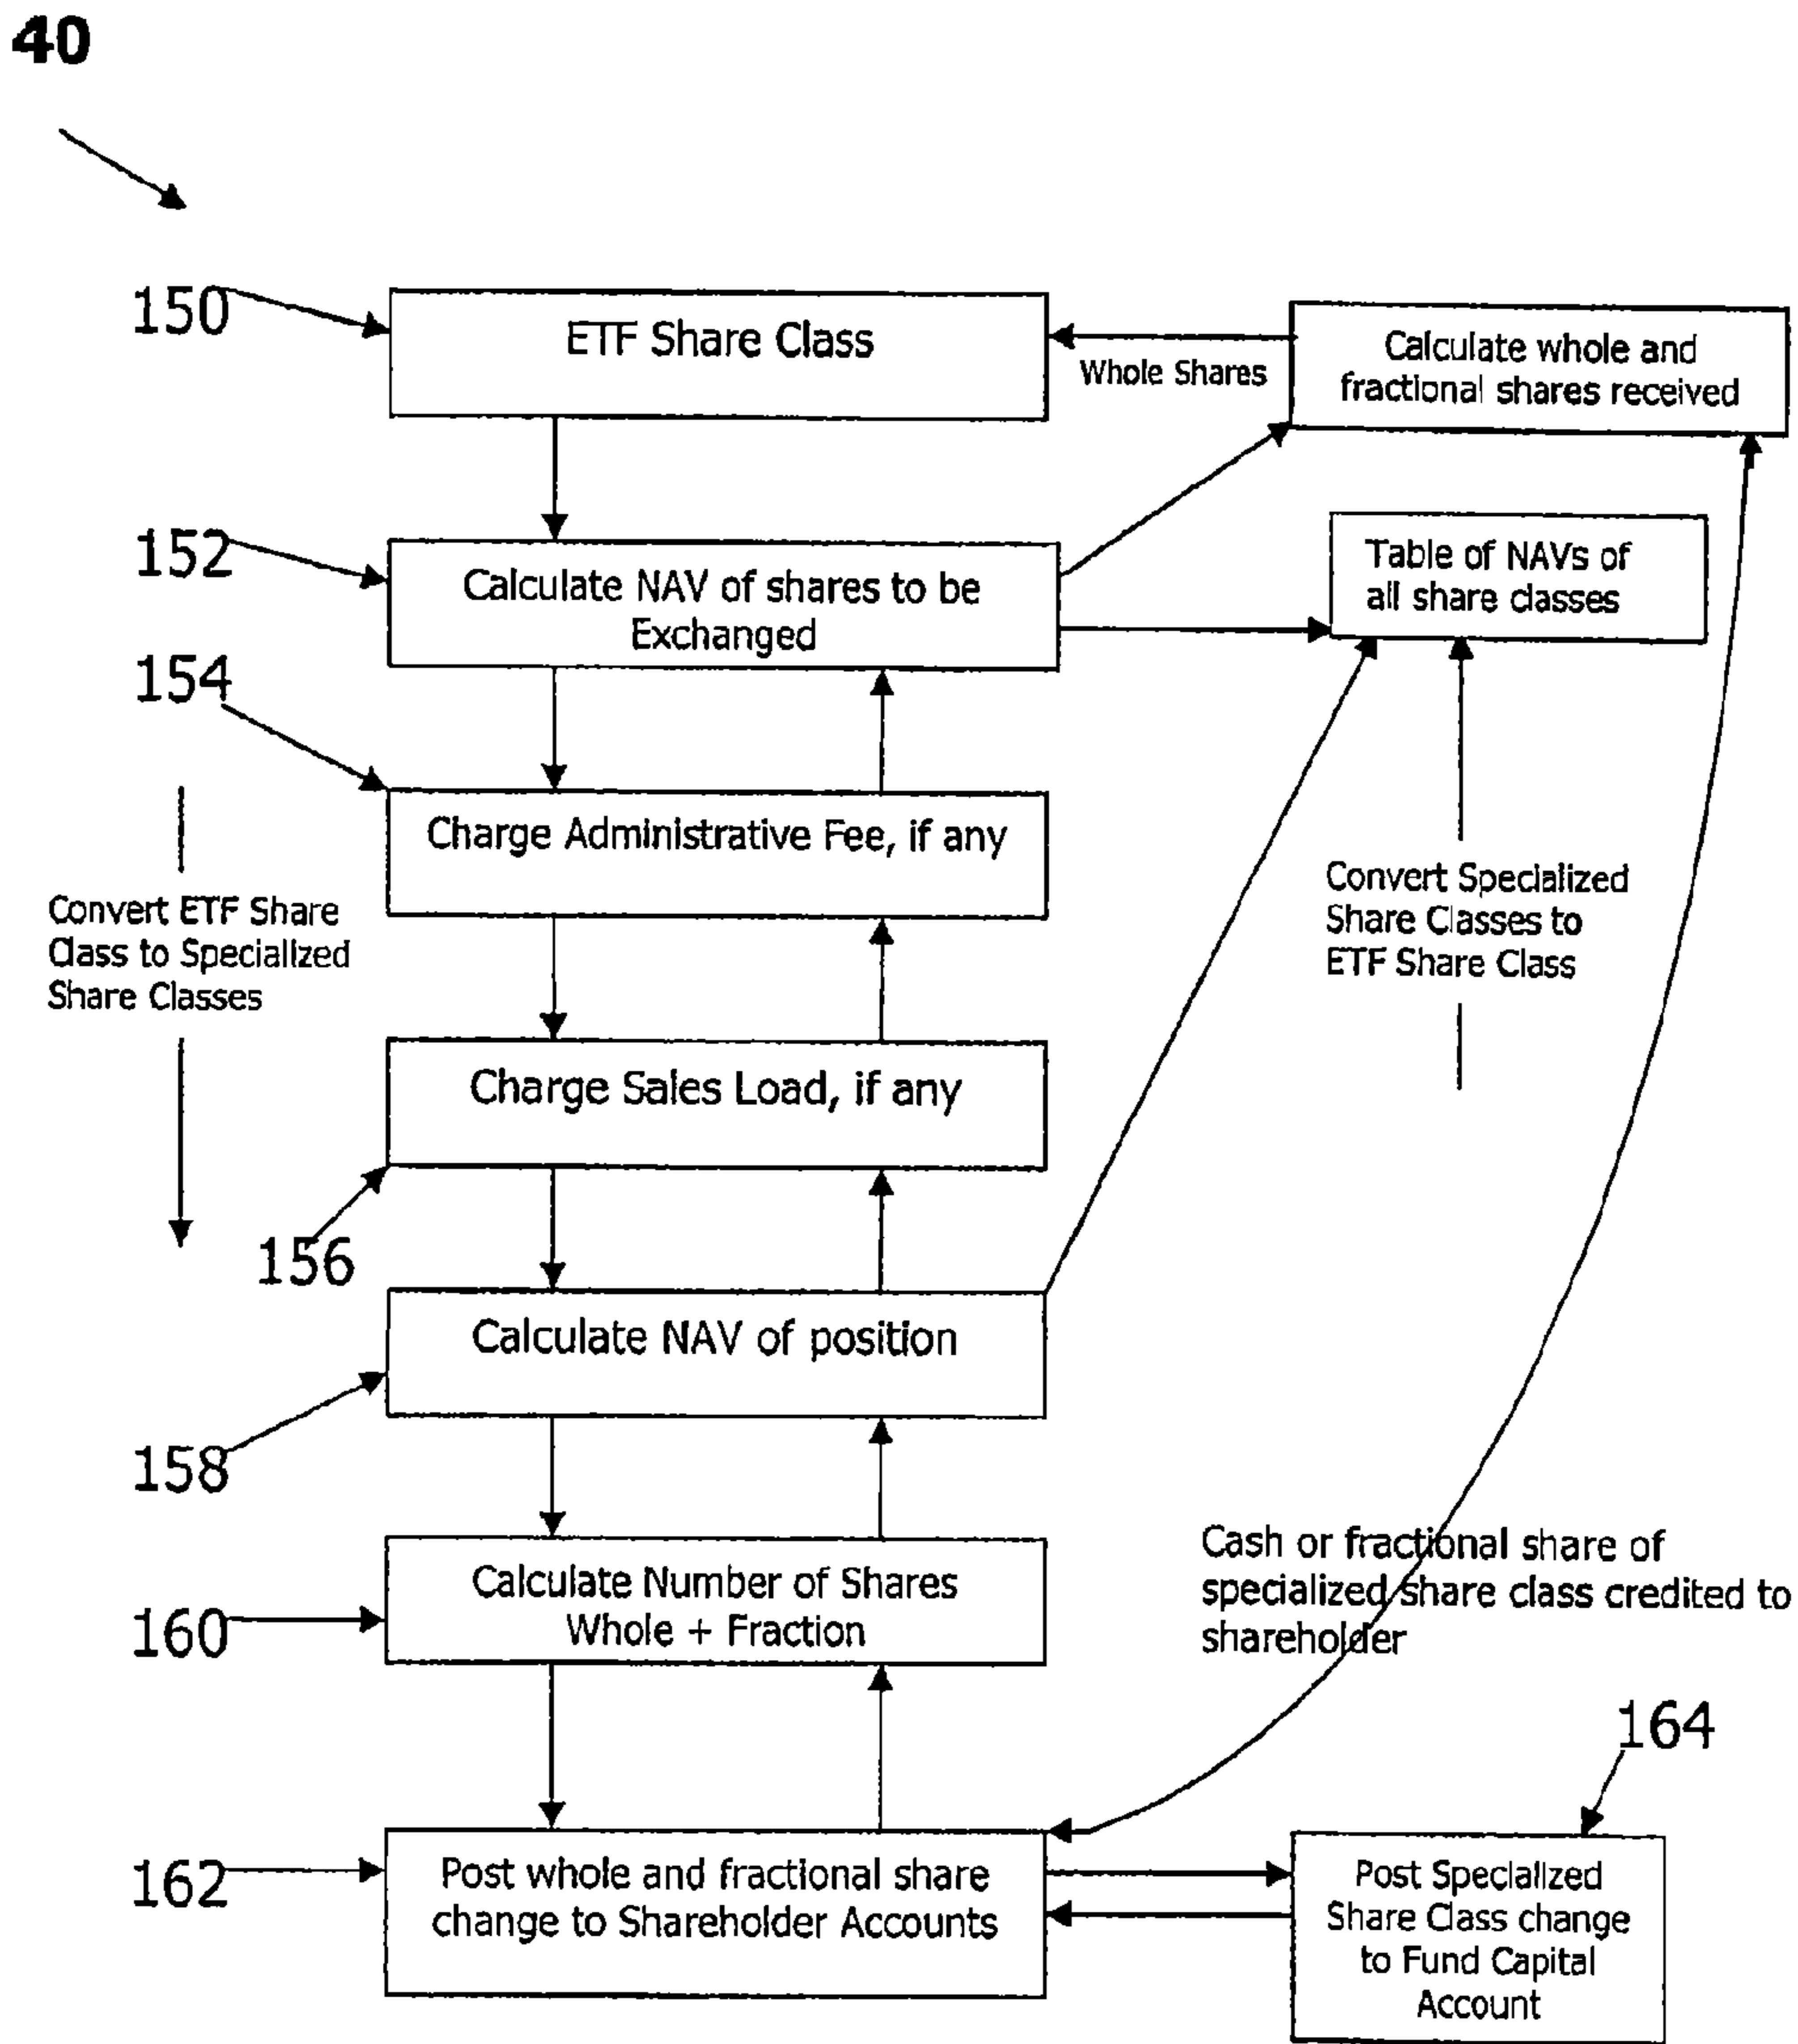 40
150
ETF Share Class
Whole Shares
Calculate whole and
fractional shares received
152
Calculate NAV of shares to be
Exchanged
Table of NAVs of
all share classes
154
Charge Administrative Fee, if any
Convert ETF Share
Class to Specialized
Share Classes
Convert Specialized
Share Classes to
ETF Share Class
Charge Sales Load, if any
156
Calculate NAV of position
158
Calculate Number of Shares
Whole + Fraction
160
Cash or fractional share of
specialized share class credited to
shareholder
164
162
Post whole and fractional share
change to Shareholder Accounts
Post Specialized
Share Class change
to Fund Capital
Account